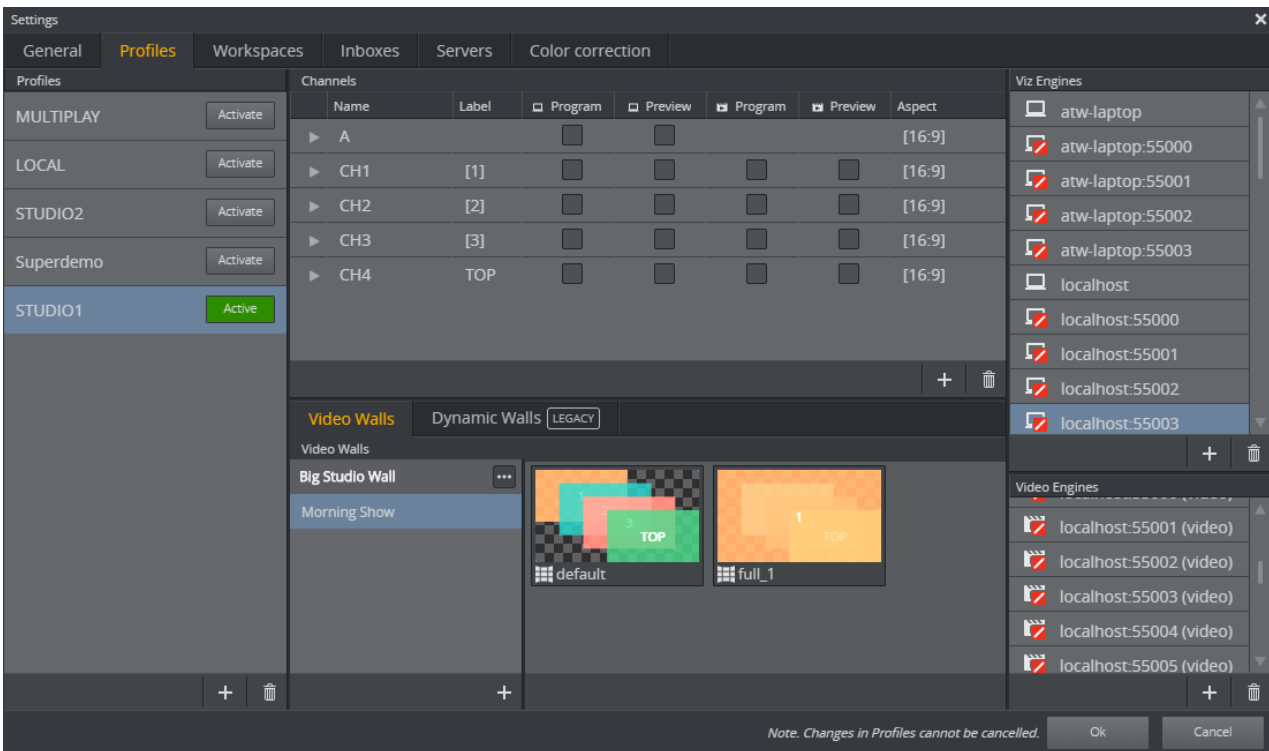 Settings
General Profiles Workspaces Inboxes Servers Color correction
Profiles
MULTIPLAY Activate
LOCAL Activate
STUDIO2 Activate
Superdemo Activate
STUDIO1 Active
Channels
Name Label Program Preview Program Preview Aspect
A [16:9]
CH1 [1] [16:9]
CH2 [2] [16:9]
CH3 [3] [16:9]
CH4 TOP [16:9]
Video Walls Dynamic Walls LEGACY
Video Walls
Big Studio Wall
Morning Show
1
2
3
TOP
default
1
TOP
full_1
Viz Engines
atw-laptop
atw-laptop:55000
atw-laptop:55001
atw-laptop:55002
atw-laptop:55003
localhost
localhost:55000
localhost:55001
localhost:55002
localhost:55003
Video Engines
localhost:55001 (video)
localhost:55002 (video)
localhost:55003 (video)
localhost:55004 (video)
localhost:55005 (video)
Note. Changes in Profiles cannot be cancelled. Ok Cancel